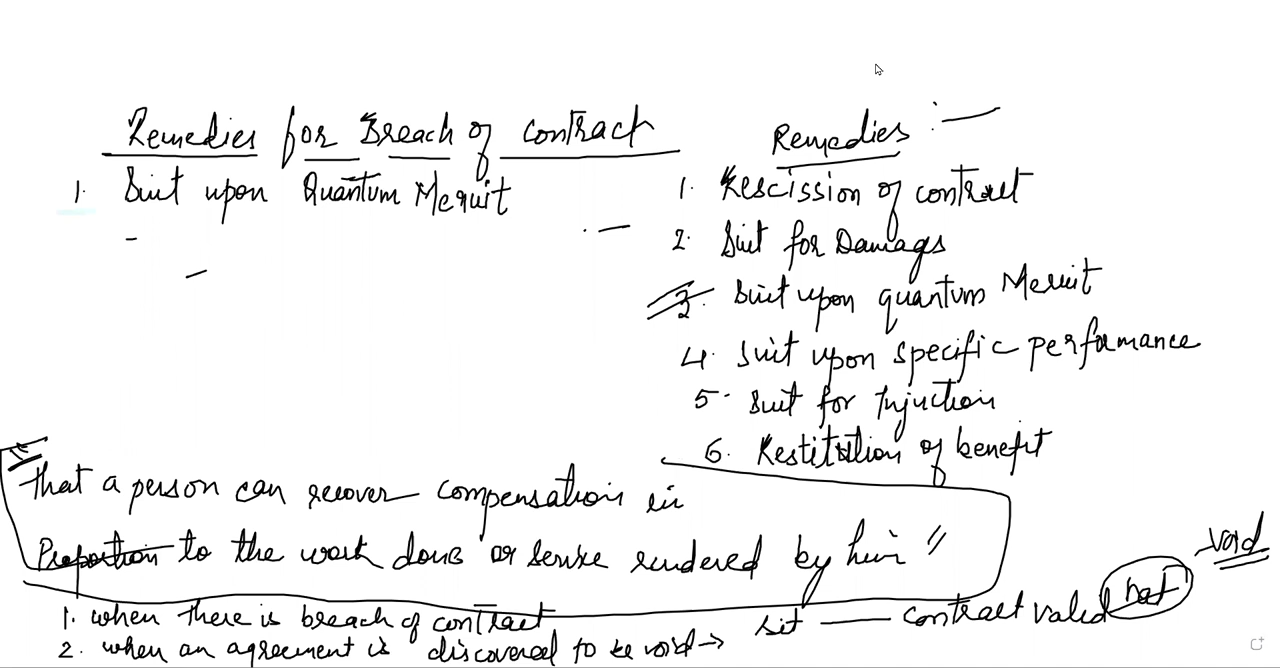 Remedies for Breach of contract
1. Suit upon Quantum Meruit
Remedies :—
1. Rescission of contract
2. Suit for Damags
3. Suit upon quantum Meruit
4. Suit upon specific performance
5. Suit for Injuction
6. Restitution of benefit
"that a person can recover compensation in
Proportion to the work done or service rendered by him"
1. when there is breach of contract
2. when an agreement is discovered to be void →
contract valid
not
void